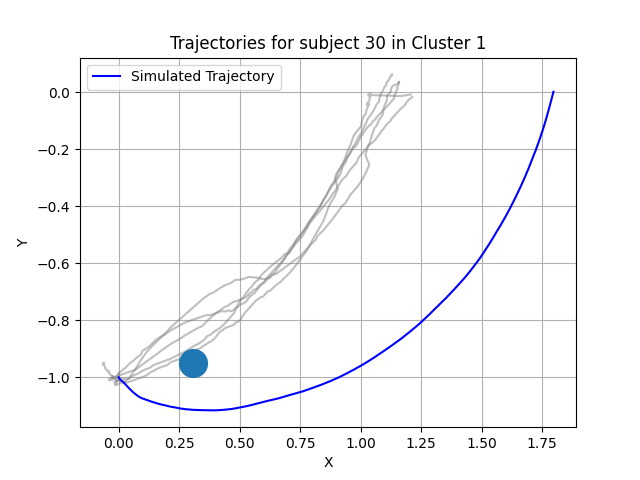 Trajectories for subject 30 in Cluster 1
Simulated Trajectory
Y
0.0
−0.2
−0.4
−0.6
−0.8
−1.0
0.00 0.25 0.50 0.75 1.00 1.25 1.50 1.75
X